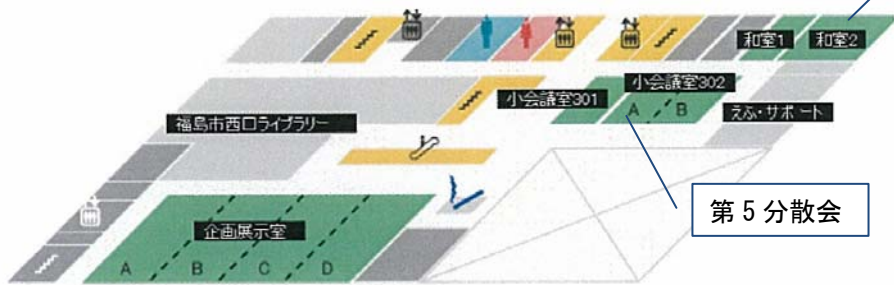 和室1
和室2
小会議室302
小会議室301
A
B
えふ・サポート
福島市西口ライブラリー
第5分散会
企画展示室
A
B
C
D